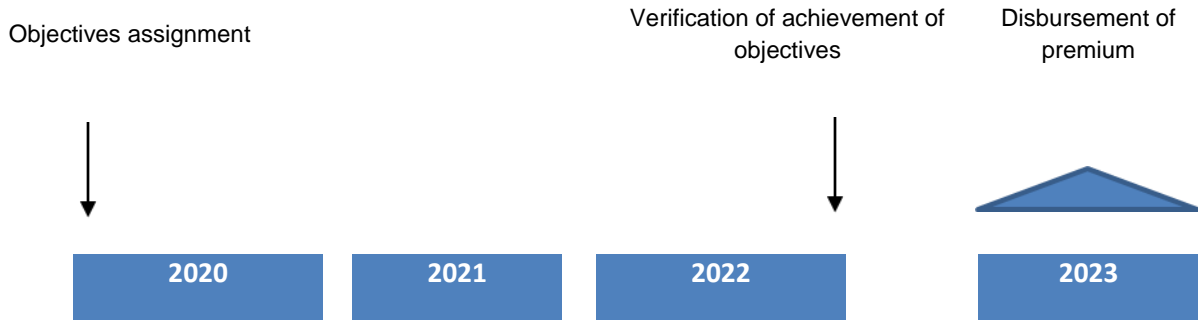 Objectives assignment
Verification of achievement of
objectives
Disbursement of
premium
2020
2021
2022
2023